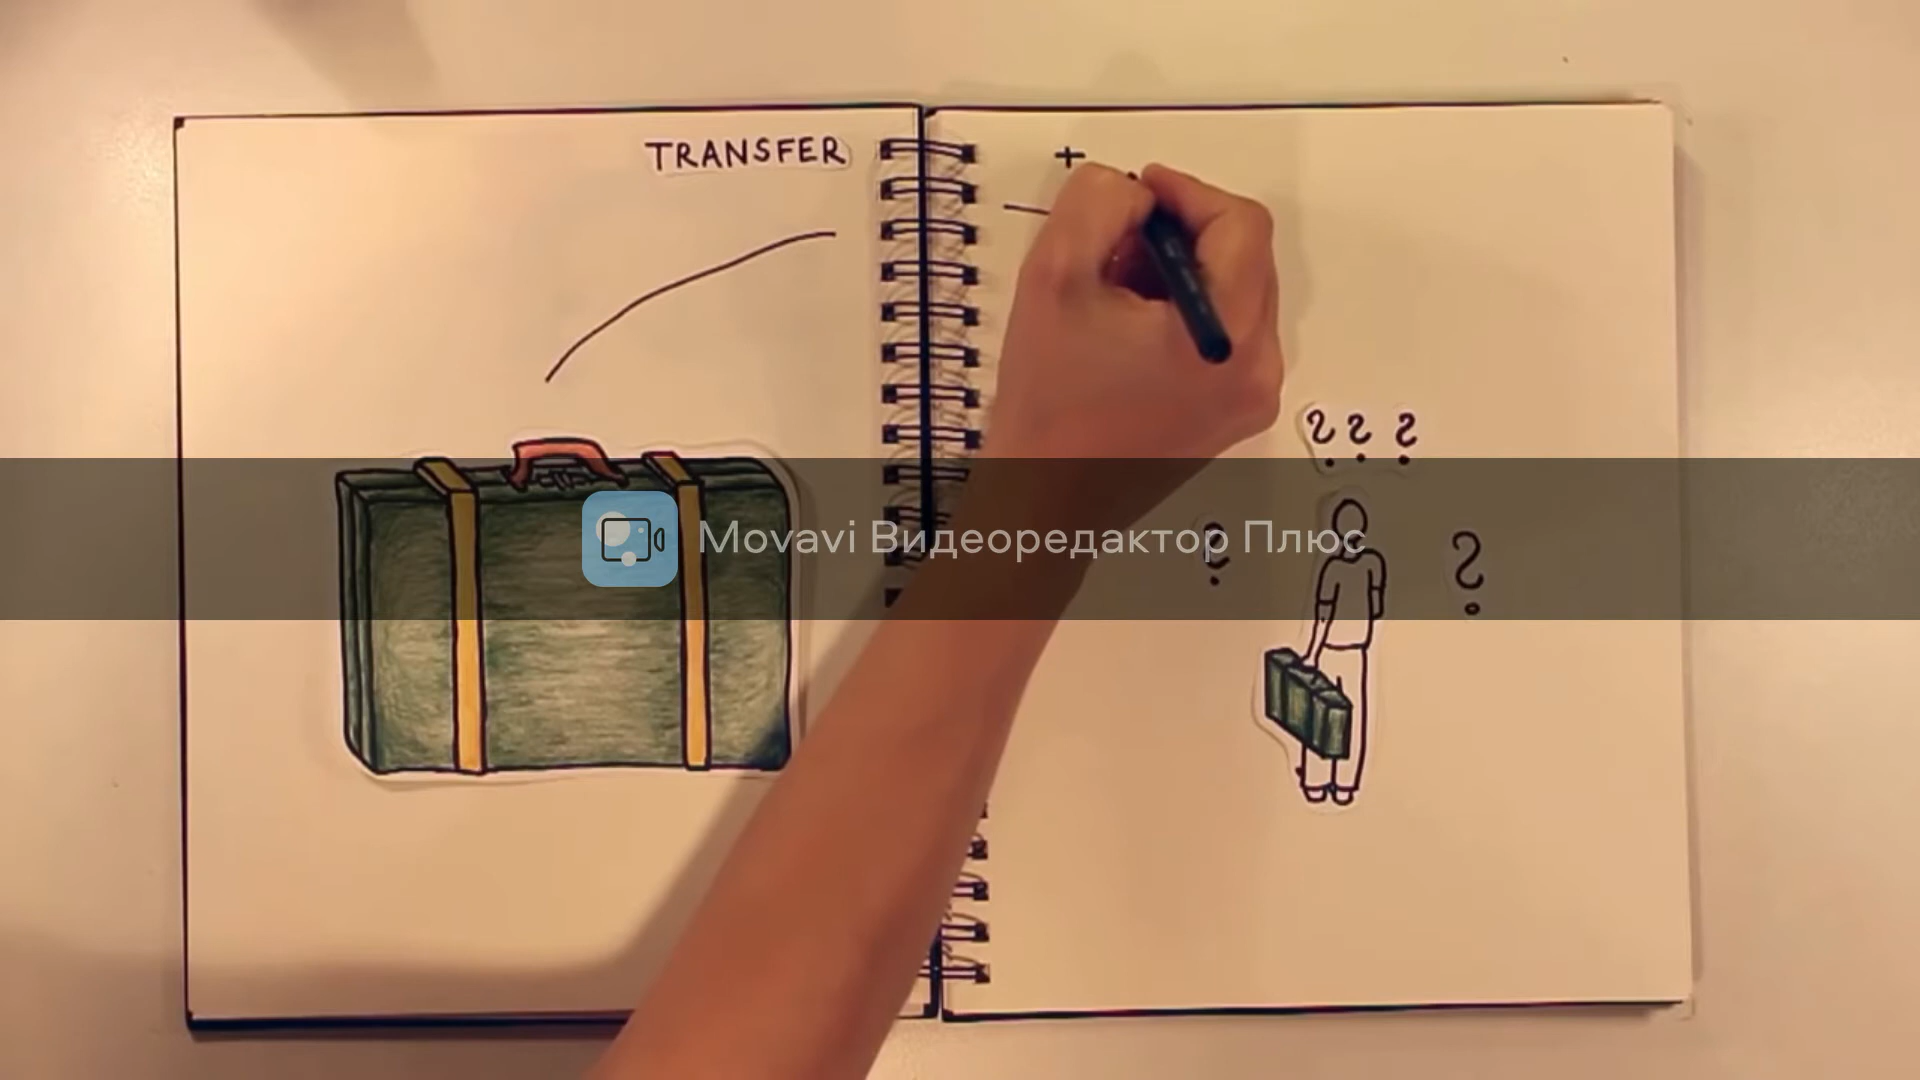 TRANSFER
+
? ? ?
Movavi Видеоредактор Плюс
? ?